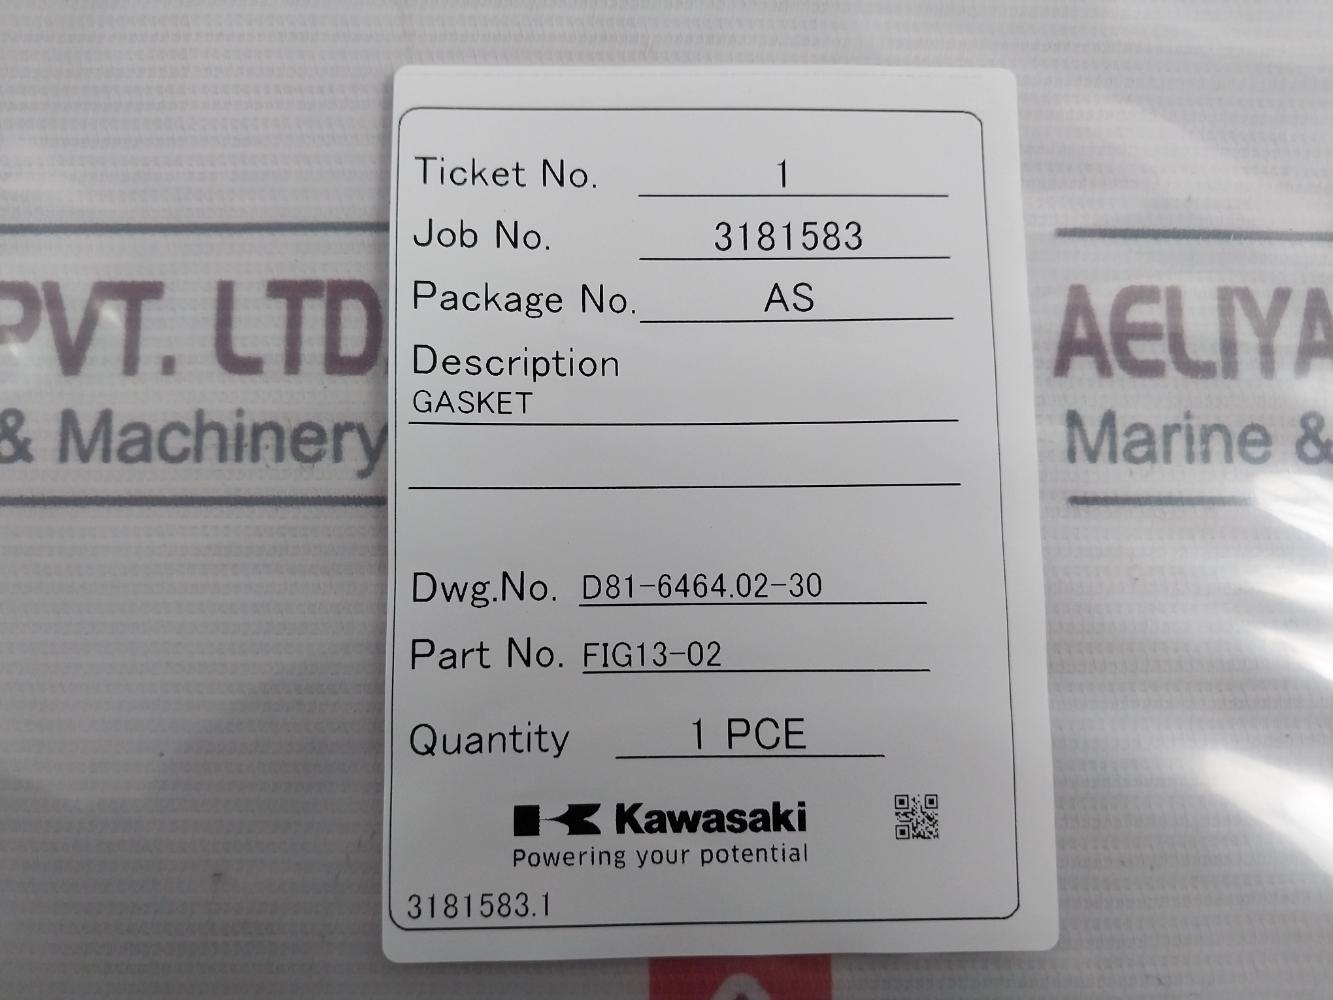 Ticket No. 1
Job No. 3181583
Package No. AS
Description
GASKET
Dwg.No. D81-6464.02-30
Part No. FIG13-02
Quantity 1 PCE
Kawasaki
Powering your potential
3181583.1
PVT. LTD
& Machinery
AELIYA
Marine &